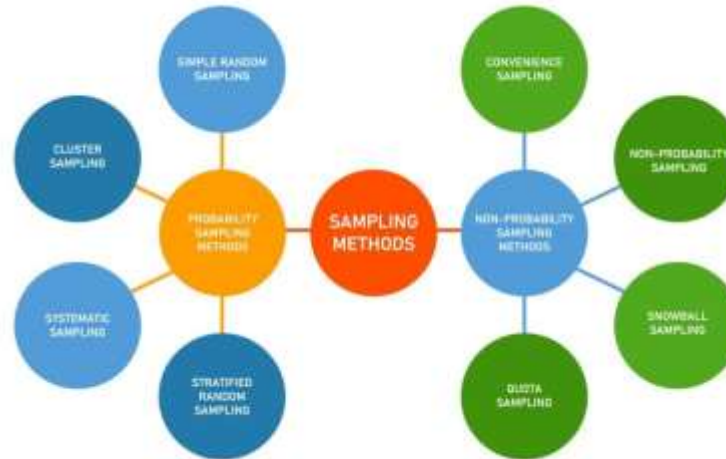 SIMPLE RANDOM
SAMPLING
CONVENIENCE
SAMPLING
CLUSTER
SAMPLING
NON-PROBABILITY
SAMPLING
PROBABILITY
SAMPLING
METHODS
SAMPLING
METHODS
NON-PROBABILITY
SAMPLING
METHODS
SYSTEMATIC
SAMPLING
SNOWBALL
SAMPLING
STRATIFIED
RANDOM
SAMPLING
QUOTA
SAMPLING